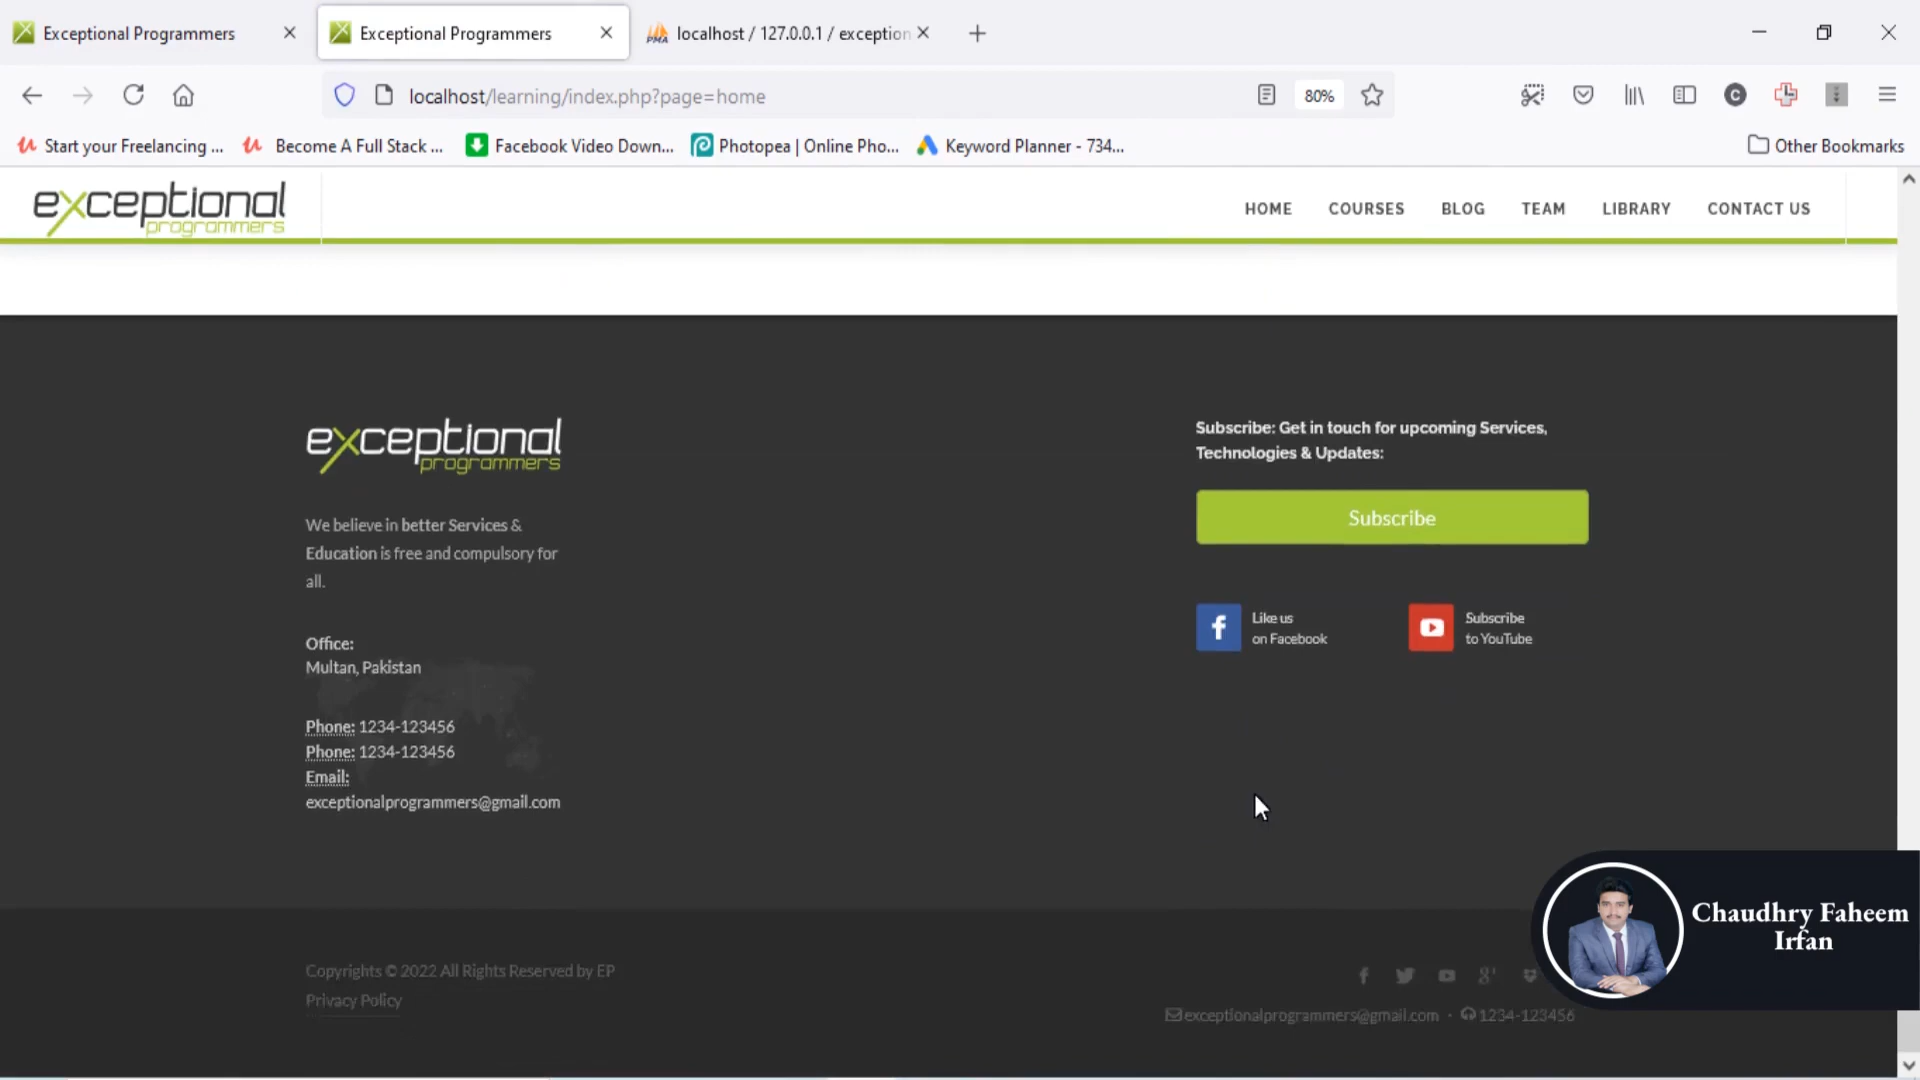 Exceptional Programmers
Exceptional Programmers
localhost / 127.0.0.1 / exception
localhost/learning/index.php?page=home
80%
Start your Freelancing ...
Become A Full Stack ...
Facebook Video Down...
Photopea | Online Pho...
Keyword Planner - 734...
Other Bookmarks
exceptional
programmers
HOME
COURSES
BLOG
TEAM
LIBRARY
CONTACT US
exceptional
programmers
We believe in better Services &
Education is free and compulsory for
all.
Office:
Multan, Pakistan
Phone: 1234-123456
Phone: 1234-123456
Email:
exceptionalprogrammers@gmail.com
Subscribe: Get in touch for upcoming Services,
Technologies & Updates:
Subscribe
Like us
on Facebook
Subscribe
to YouTube
Chaudhry Faheem
Irfan
Copyrights © 2022 All Rights Reserved by EP
Privacy Policy
exceptionalprogrammers@gmail.com · 1234-123456